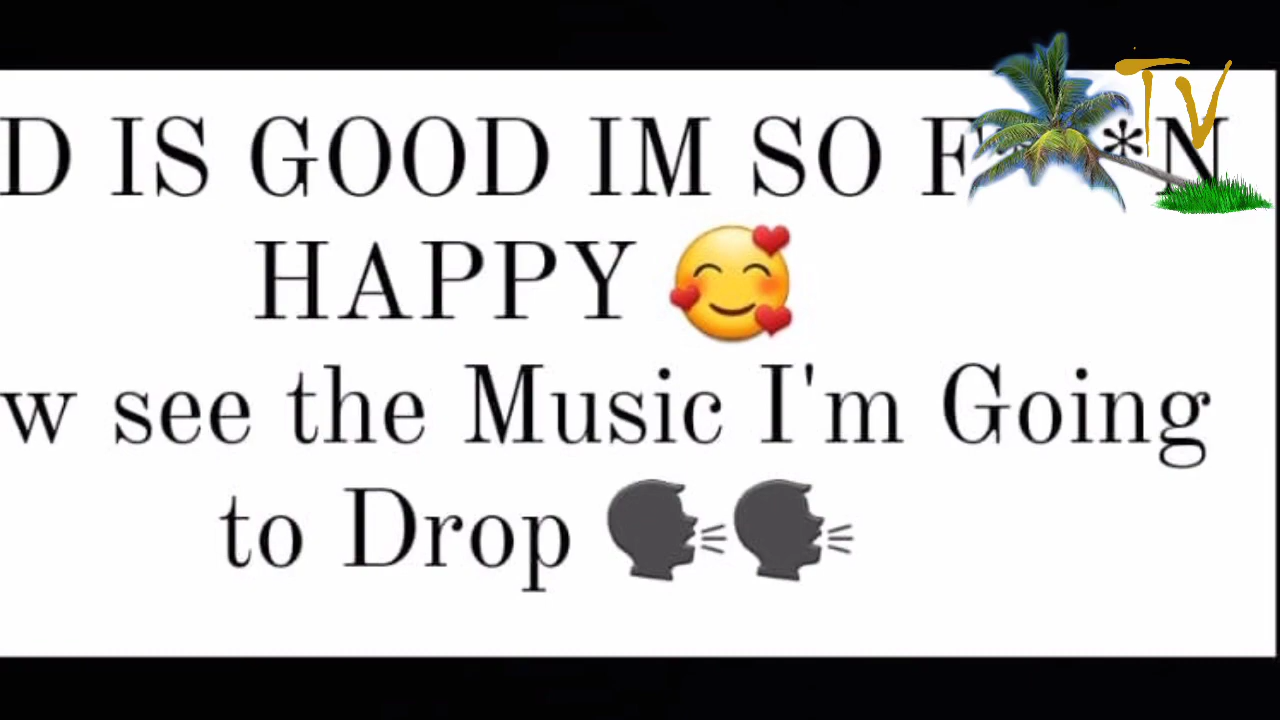 D IS GOOD IM SO F***N
HAPPY 🥰
w see the Music I'm Going
to Drop 🗣🗣
TV